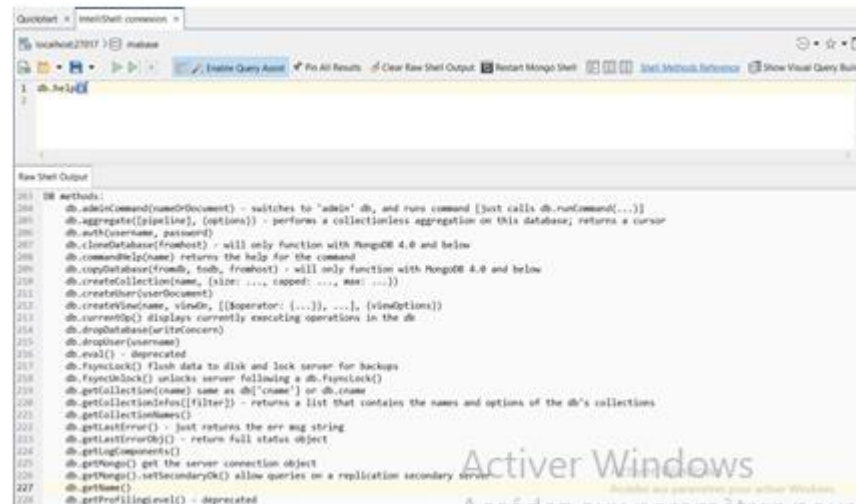 Quickstart × IntelliShell: connexion ×
localhost:27017 > mabase
Enable Query Assist Pin All Results Clear Raw Shell Output Restart Mongo Shell Shell Methods Reference Show Visual Query Buil
1 db.help()
2
Raw Shell Output
203 DB methods:
204 db.adminCommand(nameOrDocument) - switches to 'admin' db, and runs command [just calls db.runCommand(...)]
205 db.aggregate([pipeline], {options}) - performs a collectionless aggregation on this database; returns a cursor
206 db.auth(username, password)
207 db.cloneDatabase(fromhost) - will only function with MongoDB 4.0 and below
208 db.commandHelp(name) returns the help for the command
209 db.copyDatabase(fromdb, todb, fromhost) - will only function with MongoDB 4.0 and below
210 db.createCollection(name, {size: ..., capped: ..., max: ...})
211 db.createUser(userDocument)
212 db.createView(name, viewOn, [{$operator: {...}}, ...], {viewOptions})
213 db.currentOp() displays currently executing operations in the db
214 db.dropDatabase(writeConcern)
215 db.dropUser(username)
216 db.eval() - deprecated
217 db.fsyncLock() flush data to disk and lock server for backups
218 db.fsyncUnlock() unlocks server following a db.fsyncLock()
219 db.getCollection(cname) same as db['cname'] or db.cname
220 db.getCollectionInfos([filter]) - returns a list that contains the names and options of the db's collections
221 db.getCollectionNames()
222 db.getLastError() - just returns the err msg string
223 db.getLastErrorObj() - return full status object
224 db.getLogComponents()
225 db.getMongo() get the server connection object
226 db.getMongo().setSecondaryOk() allow queries on a replication secondary server
227 db.getName()
228 db.getProfilingLevel() - deprecated
Activer Windows
Accédez aux paramètres pour activer Windows.